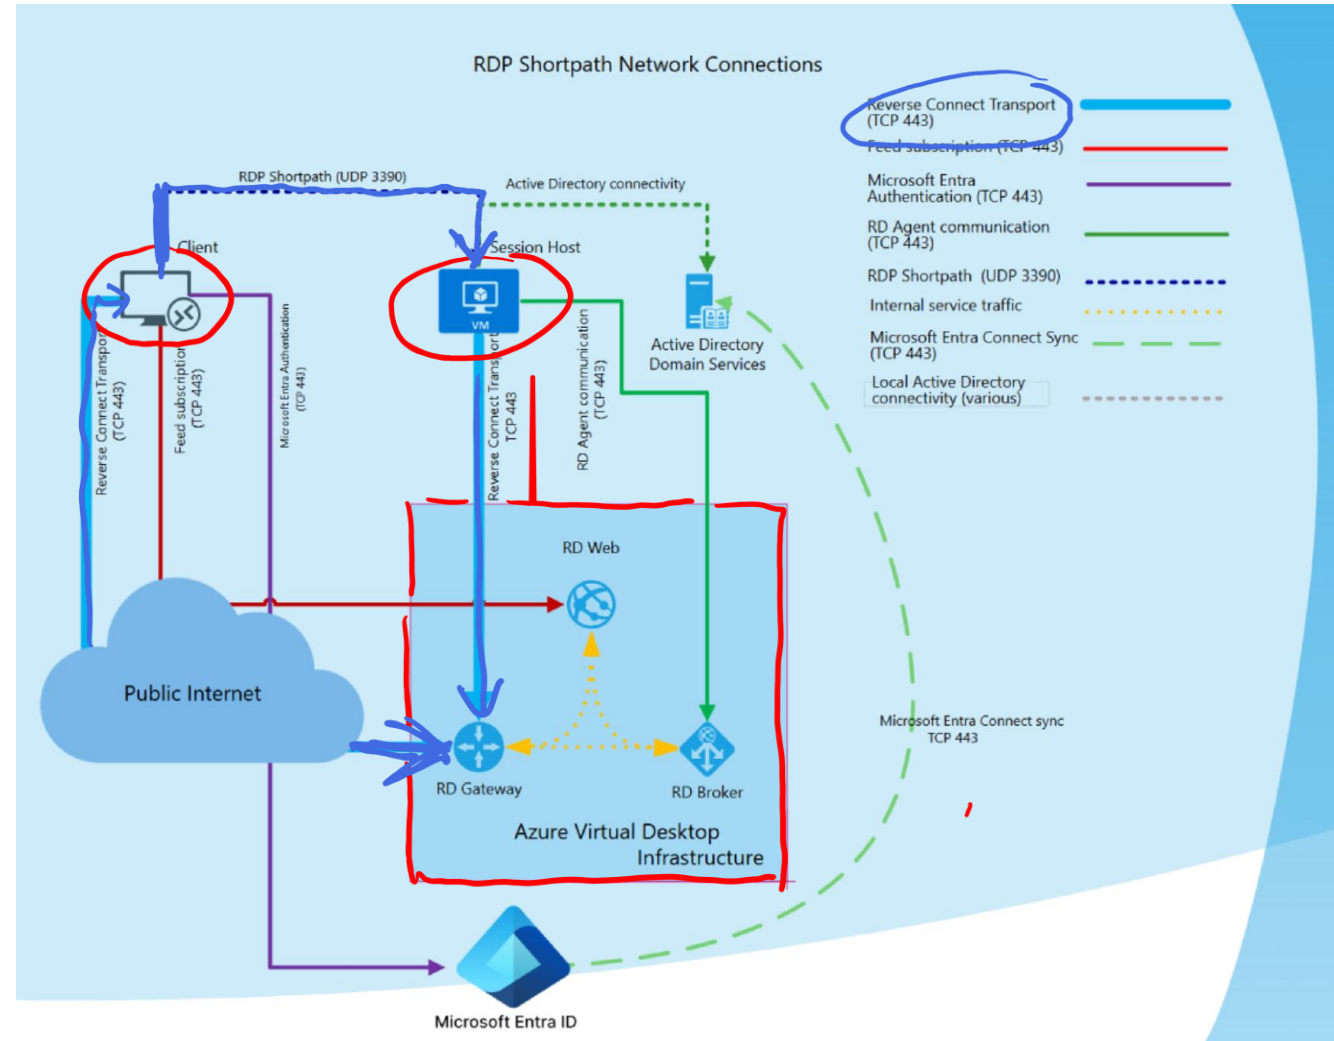 RDP Shortpath Network Connections
Reverse Connect Transport
(TCP 443)
Feed subscription (TCP 443)
Microsoft Entra
Authentication (TCP 443)
RD Agent communication
(TCP 443)
RDP Shortpath (UDP 3390)
Internal service traffic
Microsoft Entra Connect Sync
(TCP 443)
Local Active Directory
connectivity (various)
RDP Shortpath (UDP 3390)
Active Directory connectivity
Client
Session Host
VM
Active Directory
Domain Services
Reverse Connect Transport
(TCP 443)
Feed subscription
(TCP 443)
Microsoft Entra Authentication
(TCP 443)
Reverse Connect Transport
TCP 443
RD Agent communication
(TCP 443)
RD Web
Public Internet
RD Gateway
RD Broker
Azure Virtual Desktop
Infrastructure
Microsoft Entra Connect sync
TCP 443
Microsoft Entra ID